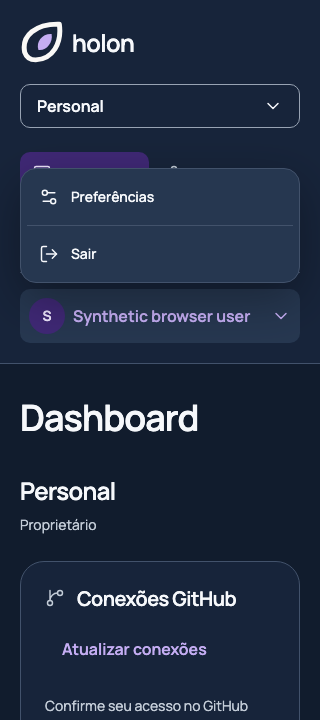 holon
Personal
Preferências
Sair
S
Synthetic browser user
Dashboard
Personal
Proprietário
Conexões GitHub
Atualizar conexões
Confirme seu acesso no GitHub